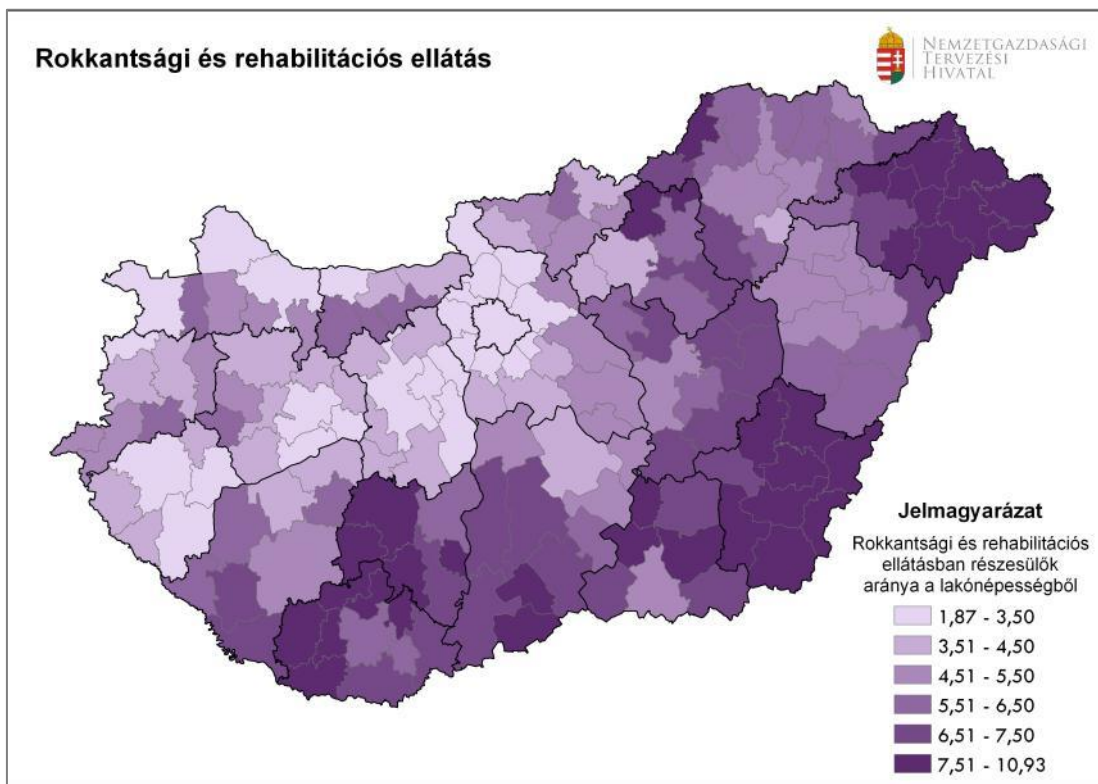 Rokkantsági és rehabilitációs ellátás
NEMZETGAZDASÁGI
TERVEZÉSI
HIVATAL
Jelmagyarázat
Rokkantsági és rehabilitációs
ellátásban részesülők
aránya a lakónépességből
1,87 - 3,50
3,51 - 4,50
4,51 - 5,50
5,51 - 6,50
6,51 - 7,50
7,51 - 10,93